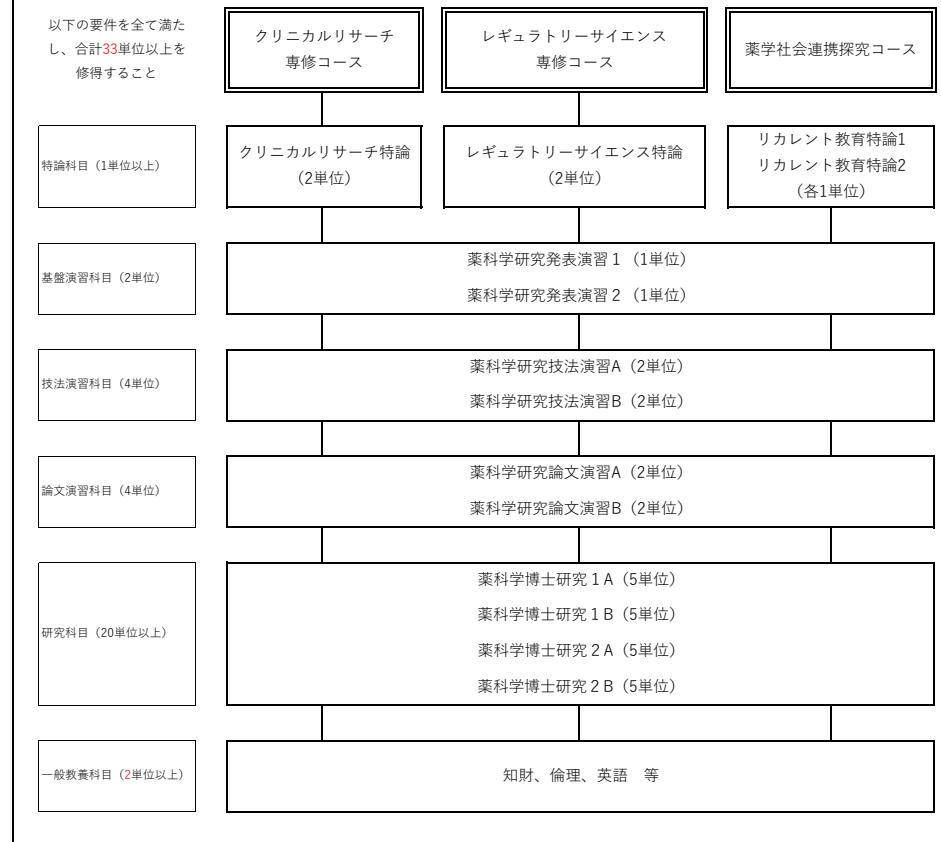 以下の要件を全て満た
し、合計33単位以上を
修得すること
クリニカルリサーチ
専修コース
レギュラトリーサイエンス
専修コース
薬学社会連携探究コース
特論科目（1単位以上）
クリニカルリサーチ特論
（2単位）
レギュラトリーサイエンス特論
（2単位）
リカレント教育特論1
リカレント教育特論2
（各1単位）
基盤演習科目（2単位）
薬科学研究発表演習１（1単位）
薬科学研究発表演習２（1単位）
技法演習科目（4単位）
薬科学研究技法演習A（2単位）
薬科学研究技法演習B（2単位）
論文演習科目（4単位）
薬科学研究論文演習A（2単位）
薬科学研究論文演習B（2単位）
研究科目（20単位以上）
薬科学博士研究１A（5単位）
薬科学博士研究１B（5単位）
薬科学博士研究２A（5単位）
薬科学博士研究２B（5単位）
一般教養科目（2単位以上）
知財、倫理、英語　等